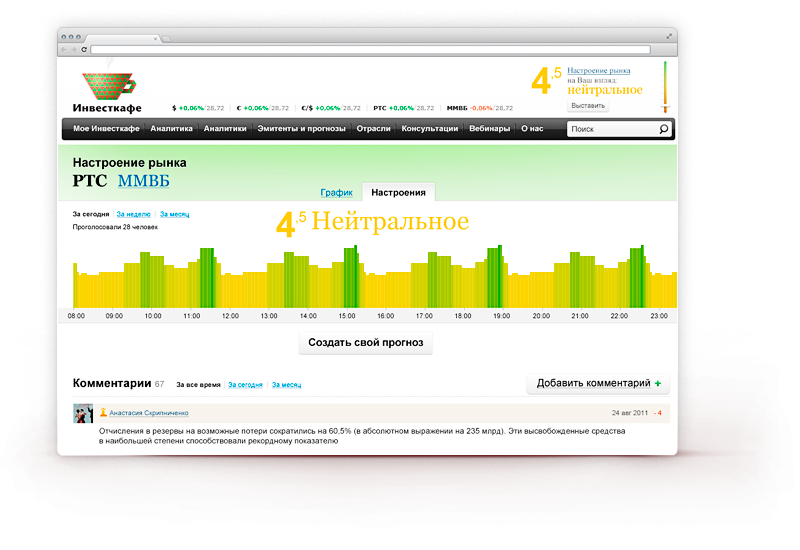 4,5 Настроение рынка
на Ваш взгляд:
нейтральное
Выставить
Инвесткафе
$ +0,06%/28,72 € +0,06%/28,72 €/$ +0,06%/28,72 РТС +0,06%/28,72 ММВБ -0,06%/28,72
Мое Инвесткафе Аналитика Аналитики Эмитенты и прогнозы Отрасли Консультации Вебинары О нас Поиск
Настроение рынка
РТС ММВБ
График Настроения
За сегодня За неделю За месяц
Проголосовали 28 человек
4,5 Нейтральное
08:00 09:00 10:00 11:00 12:00 13:00 14:00 15:00 16:00 17:00 18:00 19:00 20:00 21:00 22:00 23:00
Создать свой прогноз
Комментарии 67 За все время За сегодня За месяц Добавить комментарий +
Анастасия Скрипниченко 24 авг 2011 - 4
Отчисления в резервы на возможные потери сократились на 60,5% (в абсолютном выражении на 235 млрд). Эти высвобожденные средства
в наибольшей степени способствовали рекордному показателю